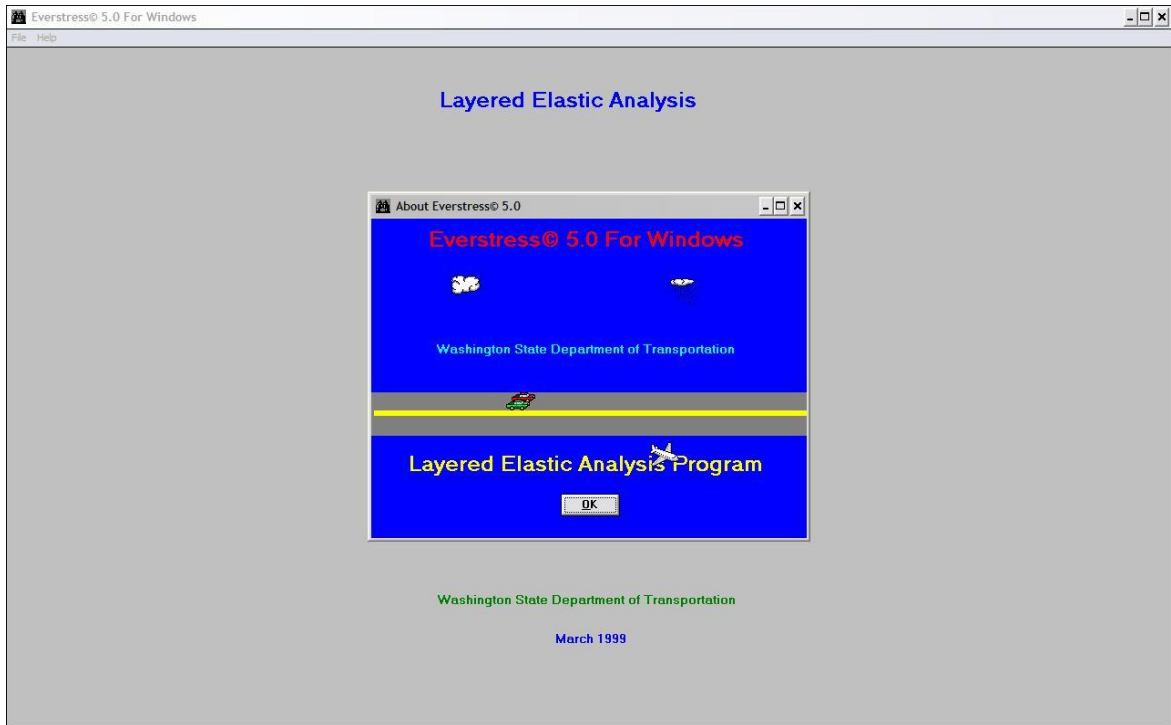 Everstress© 5.0 For Windows
File Help
Layered Elastic Analysis
About Everstress© 5.0
Everstress© 5.0 For Windows
Washington State Department of Transportation
Layered Elastic Analysis Program
OK
Washington State Department of Transportation
March 1999